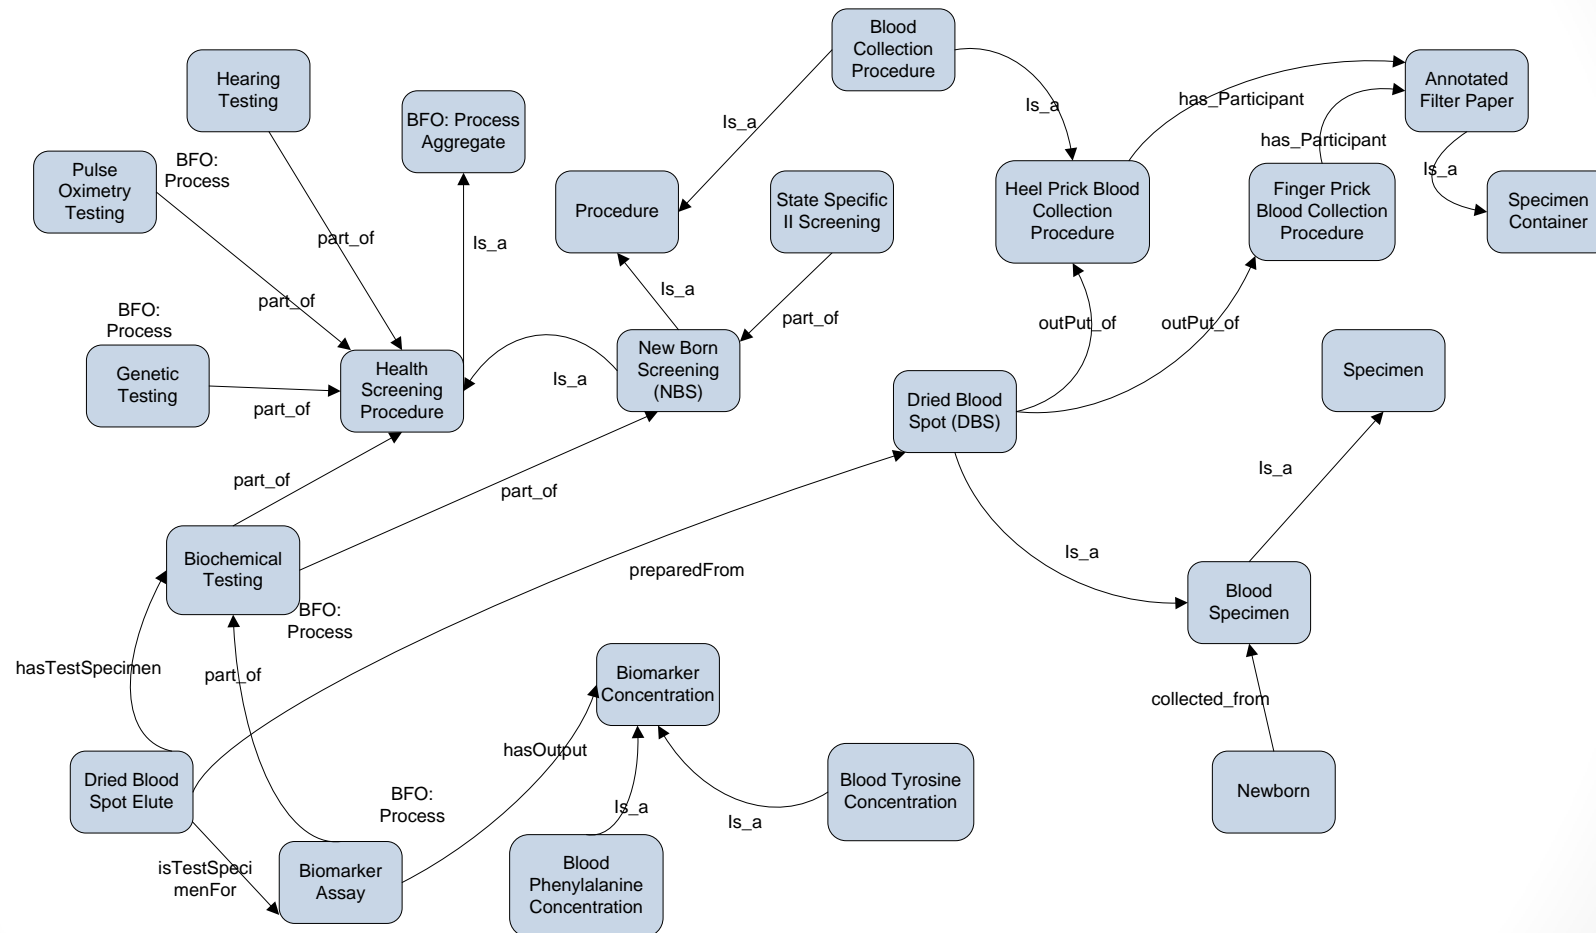 Blood
Collection
Procedure
Hearing
Testing
Annotated
Filter Paper
BFO: Process
Aggregate
has_Participant
Is_a
Is_a
has_Participant
BFO:
Process
Pulse
Oximetry
Testing
Is_a
Procedure
State Specific
II Screening
Heel Prick Blood
Collection
Procedure
Finger Prick
Blood Collection
Procedure
Specimen
Container
part_of
Is_a
Is_a
part_of
part_of
BFO:
Process
outPut_of
outPut_of
Genetic
Testing
Health
Screening
Procedure
Is_a
New Born
Screening
(NBS)
Specimen
part_of
Dried Blood
Spot (DBS)
Is_a
part_of
part_of
Biochemical
Testing
preparedFrom
Is_a
BFO:
Process
Blood
Specimen
hasTestSpecimen
part_of
Biomarker
Concentration
collected_from
hasOutput
Dried Blood
Spot Elute
BFO:
Process
Is_a
Is_a
Blood Tyrosine
Concentration
Newborn
isTestSpeci
menFor
Biomarker
Assay
Blood
Phenylalanine
Concentration